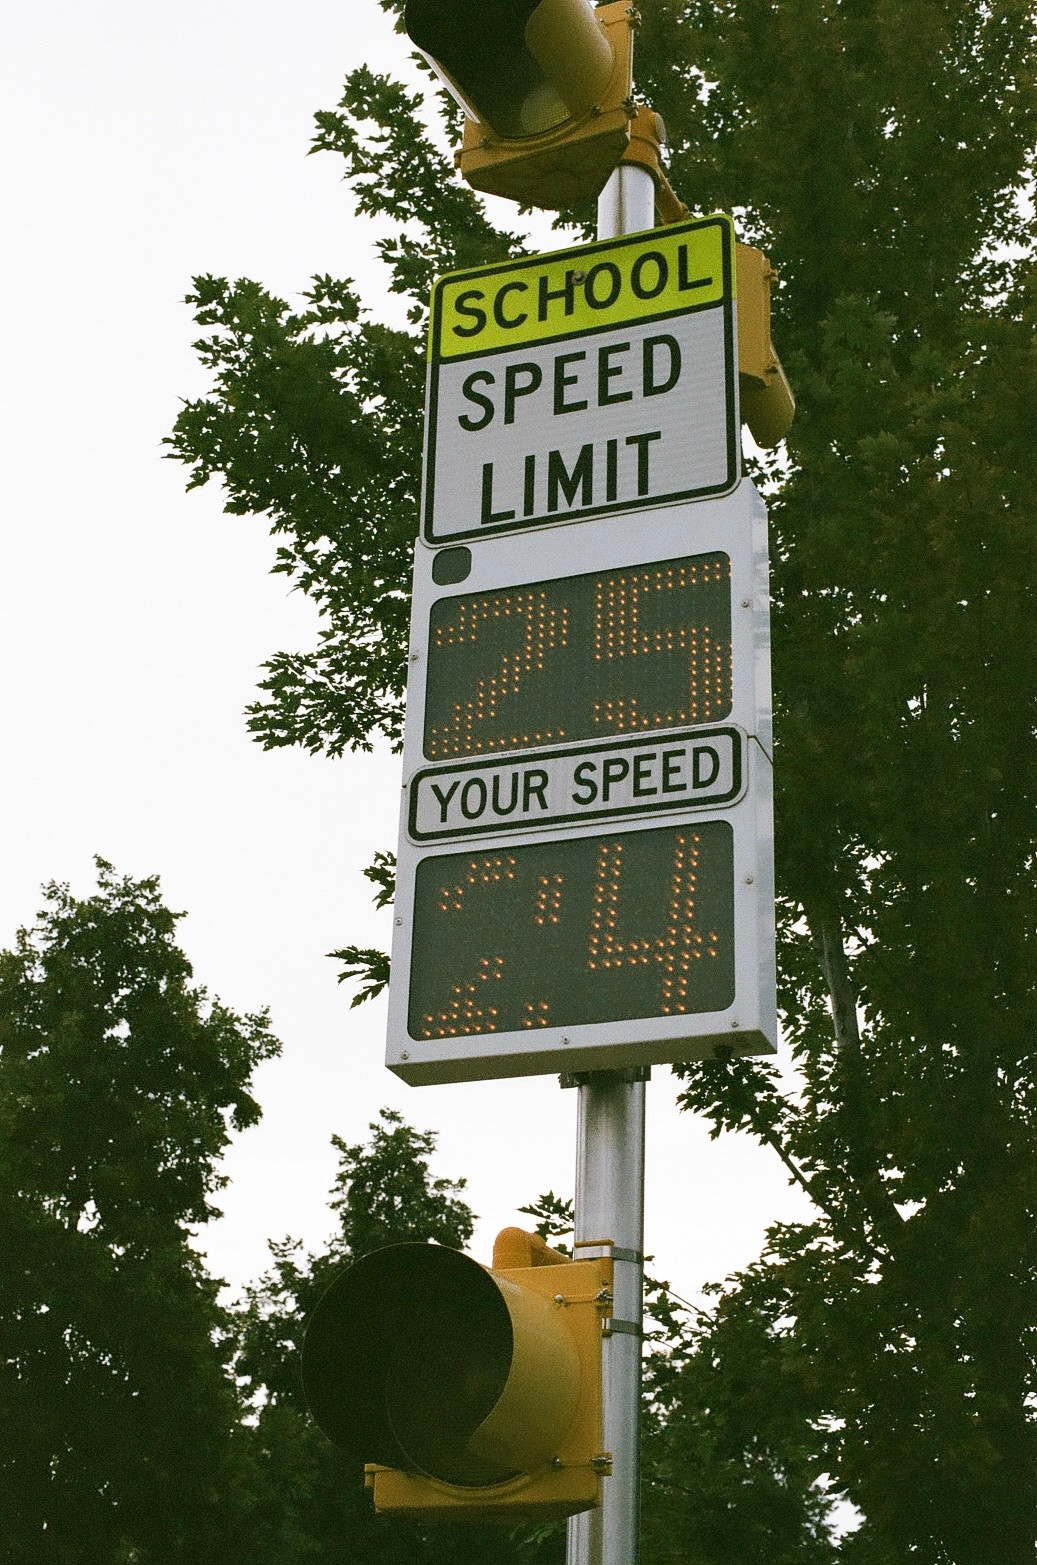 SCHOOL
SPEED
LIMIT
25
YOUR SPEED
24